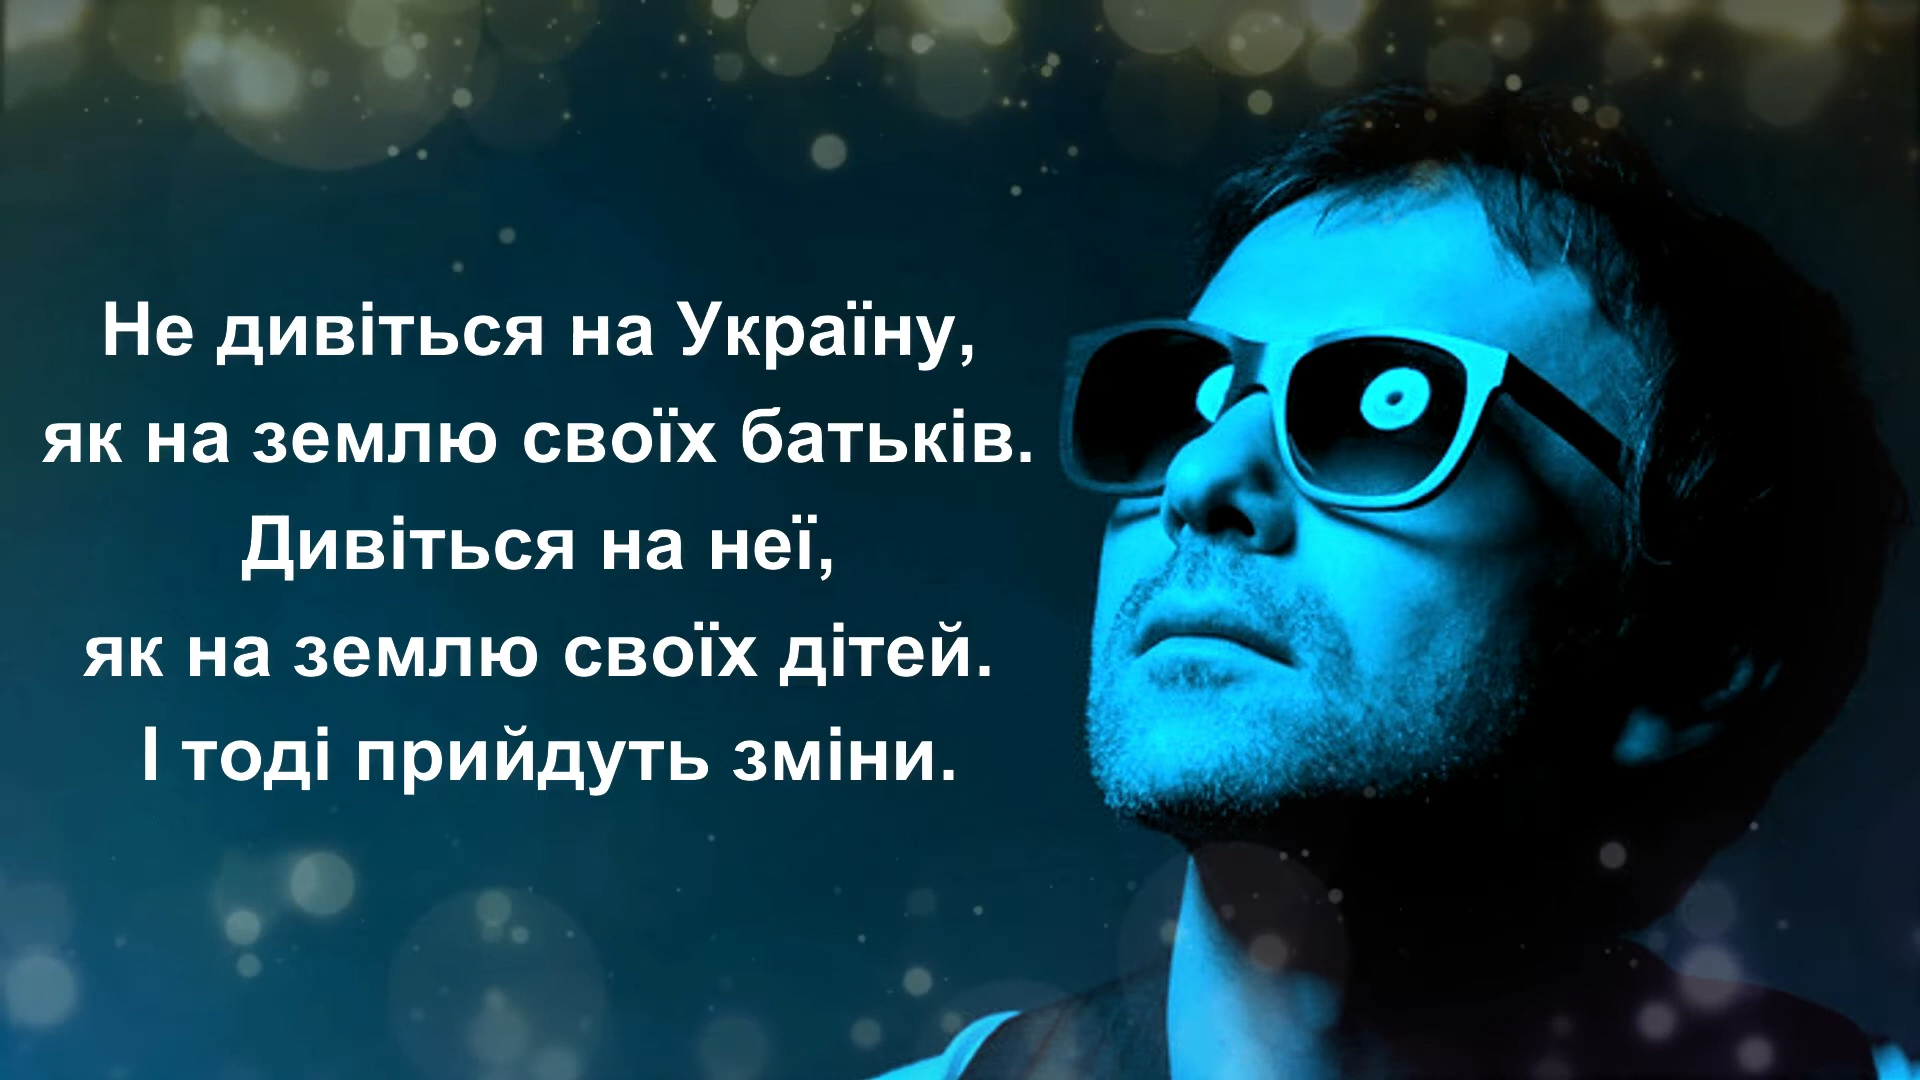 Не дивіться на Україну,
як на землю своїх батьків.
Дивіться на неї,
як на землю своїх дітей.
І тоді прийдуть зміни.